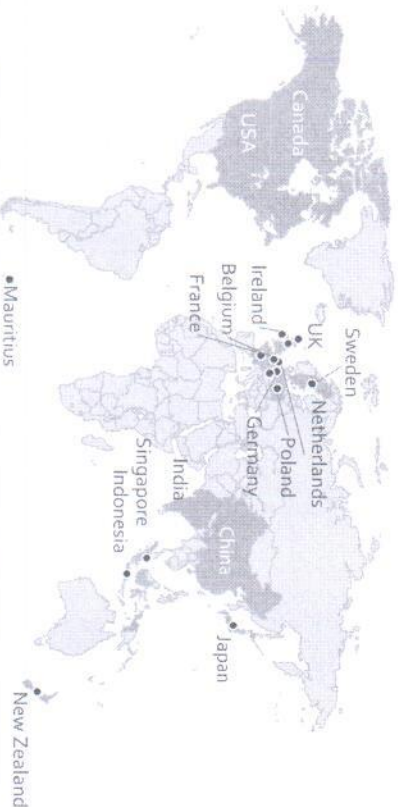 Canada
USA
Sweden
UK
Ireland
Netherlands
Belgium
Poland
France
Germany
China
India
Japan
Singapore
Indonesia
Mauritius
New Zealand